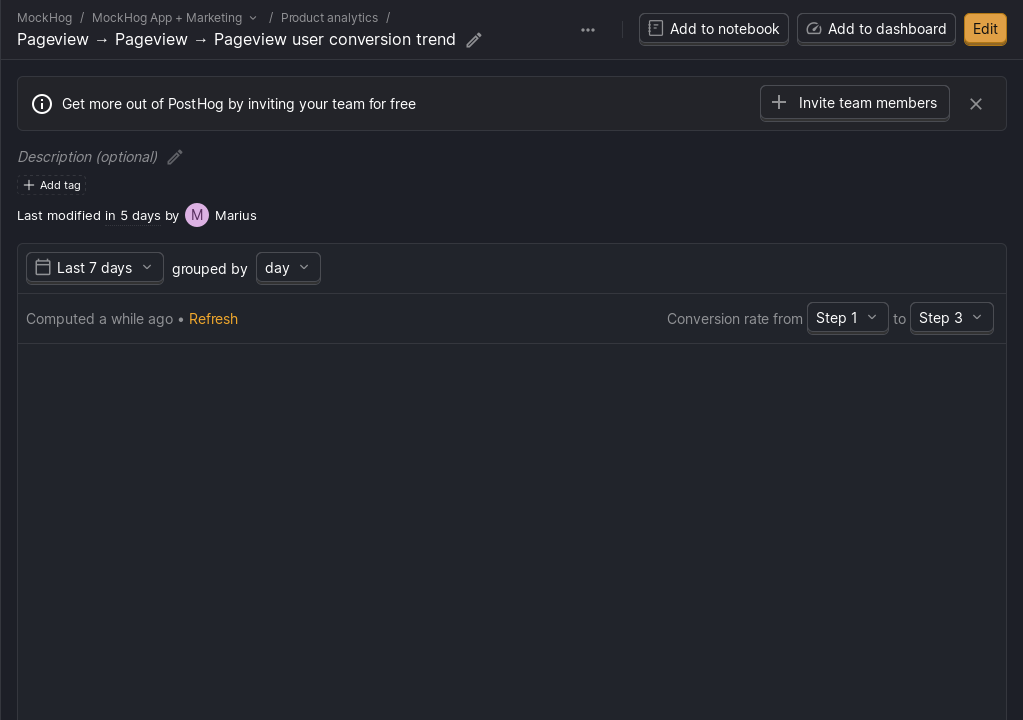 MockHog / MockHog App + Marketing / Product analytics /
Pageview → Pageview → Pageview user conversion trend
Add to notebook
Add to dashboard
Edit
Get more out of PostHog by inviting your team for free
Invite team members
Description (optional)
Add tag
Last modified in 5 days by M Marius
Last 7 days grouped by day
Computed a while ago • Refresh
Conversion rate from Step 1 to Step 3